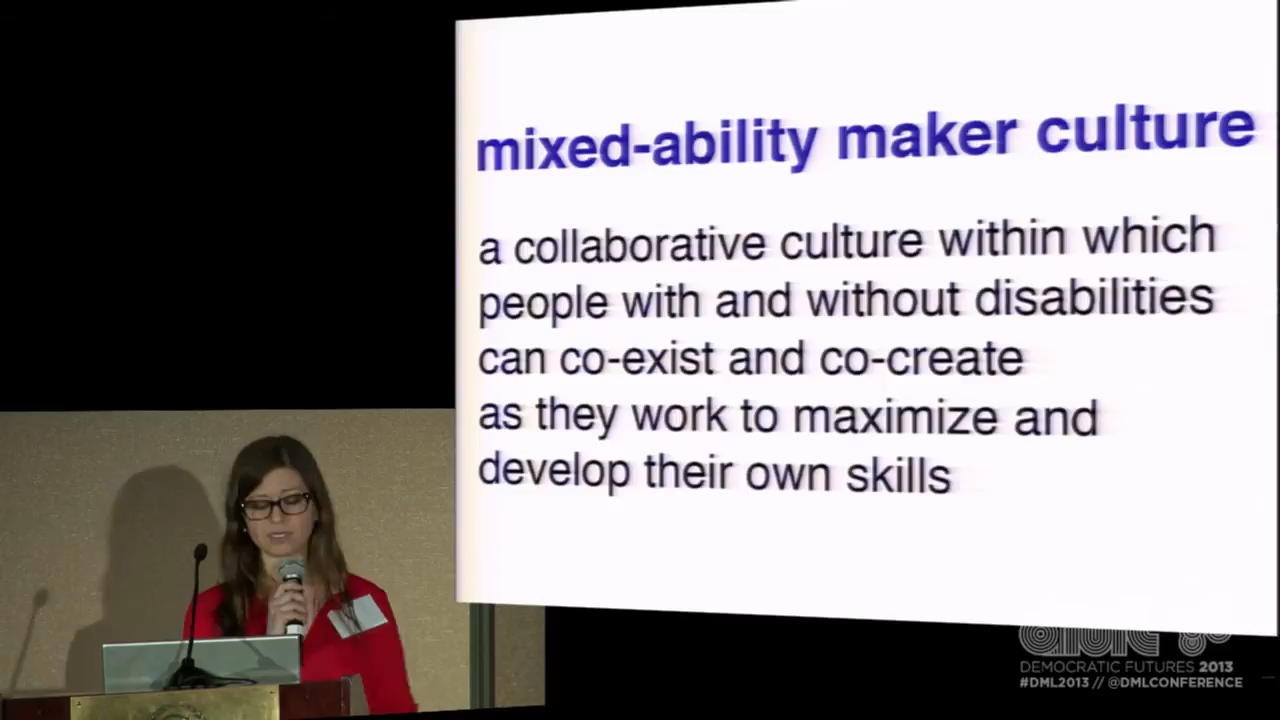 mixed-ability maker culture
a collaborative culture within which
people with and without disabilities
can co-exist and co-create
as they work to maximize and
develop their own skills
DEMOCRATIC FUTURES 2013
#DML2013 // @DMLCONFERENCE